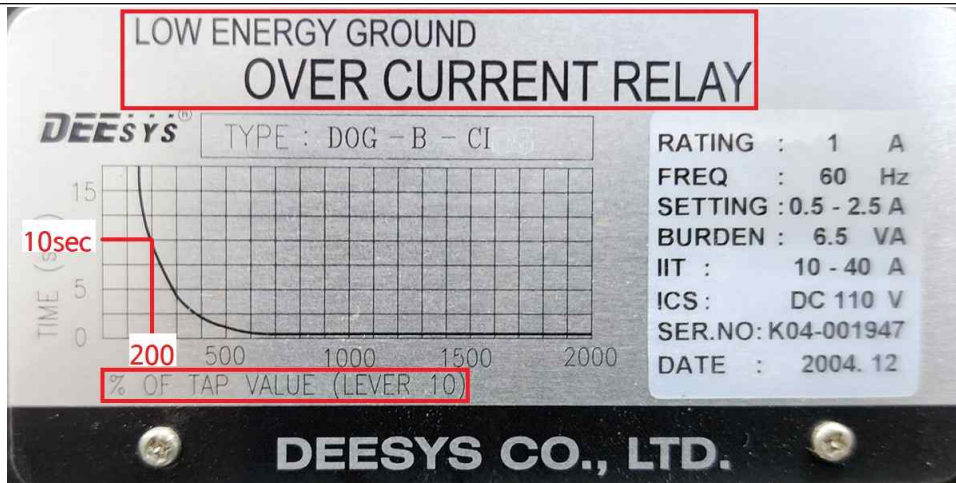 LOW ENERGY GROUND
OVER CURRENT RELAY
DEESYS®
TYPE : DOG - B - CI
15
10sec
5
0
TIME
200
500
1000
1500
2000
% OF TAP VALUE (LEVER 10)
RATING : 1 A
FREQ : 60 Hz
SETTING : 0.5 - 2.5 A
BURDEN : 6.5 VA
IIT : 10 - 40 A
ICS : DC 110 V
SER.NO: K04-001947
DATE : 2004. 12
DEESYS CO., LTD.